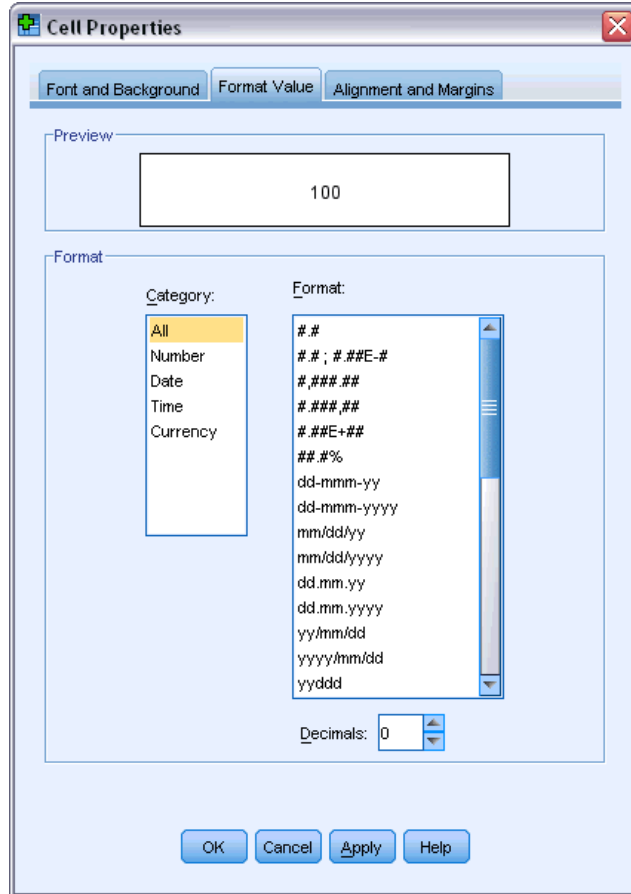 Cell Properties
Font and Background
Format Value
Alignment and Margins
Preview
100
Format
Category:
All
Number
Date
Time
Currency
Format:
#.#
#.# ; #.##E-#
#,###.##
#.###,##
#.##E+##
##.#%
dd-mmm-yy
dd-mmm-yyyy
mm/dd/yy
mm/dd/yyyy
dd.mm.yy
dd.mm.yyyy
yy/mm/dd
yyyy/mm/dd
yyddd
Decimals: 0
OK
Cancel
Apply
Help